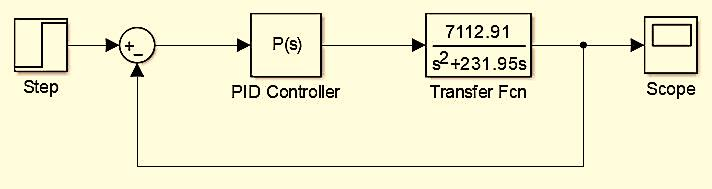 +
−
P(s)
7112.91
s²+231.95s
Step
PID Controller
Transfer Fcn
Scope